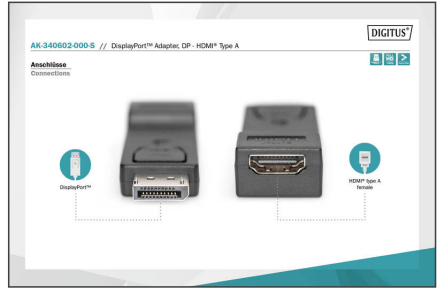 DIGITUS®
AK-340602-000-S // DisplayPort™ Adapter, DP - HDMI® Type A
Anschlüsse
Connections
DisplayPort™
HDMI® type A
female